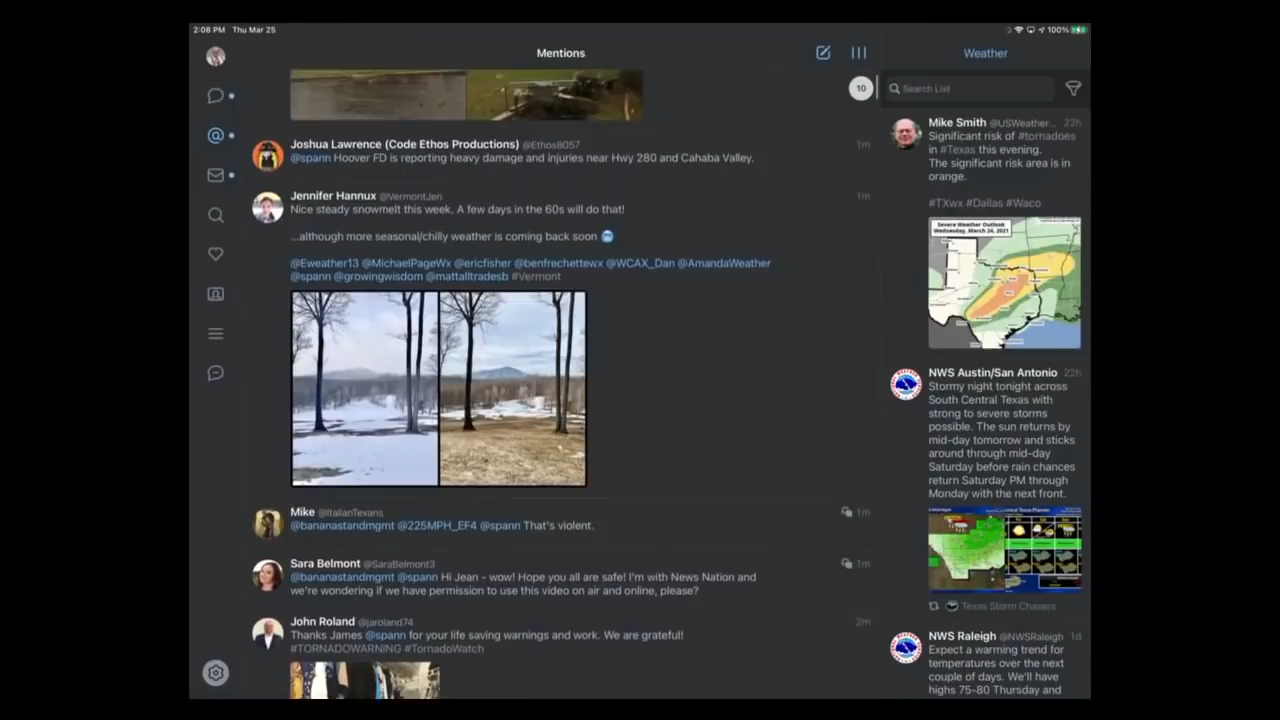 2:08 PM Thu Mar 25
100%
Mentions
10
Joshua Lawrence (Code Ethos Productions) @Ethos8057 1m
@spann Hoover FD is reporting heavy damage and injuries near Hwy 280 and Cahaba Valley.
Jennifer Hannux @VermontJeri 1m
Nice steady snowmelt this week. A few days in the 60s will do that!
...although more seasonal/chilly weather is coming back soon 🥶
@Eweather13 @MichaelPageWx @ericfisher @benfrechettewx @WCAX_Dan @AmandaWeather
@spann @growingwisdom @mattalltradesb #Vermont
Mike @ItalianTexans 1m
@bananastandmgmt @225MPH_EF4 @spann That's violent.
Sara Belmont @SaraBelmont3 1m
@bananastandmgmt @spann Hi Jean - wow! Hope you all are safe! I'm with News Nation and
we're wondering if we have permission to use this video on air and online, please?
John Roland @jaroland74 2m
Thanks James @spann for your life saving warnings and work. We are grateful!
#TORNADOWARNING #TornadoWatch
Weather
Search List
Mike Smith @USWeather... 22h
Significant risk of #tornadoes
in #Texas this evening.
The significant risk area is in
orange.
#TXwx #Dallas #Waco
Severe Weather Outlook
Wednesday, March 24, 2021
NWS Austin/San Antonio 22h
Stormy night tonight across
South Central Texas with
strong to severe storms
possible. The sun returns by
mid-day tomorrow and sticks
around through mid-day
Saturday before rain chances
return Saturday PM through
Monday with the next front.
Texas Storm Chasers
NWS Raleigh @NWSRaleigh 1d
Expect a warming trend for
temperatures over the next
couple of days. We'll have
highs 75-80 Thursday and